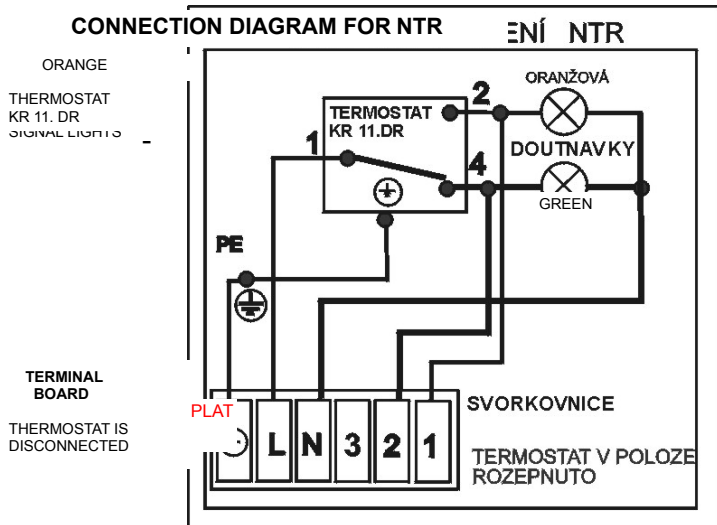 CONNECTION DIAGRAM FOR NTR
ENÍ NTR
ORANGE
THERMOSTAT
KR 11. DR
SIGNAL LIGHTS
TERMOSTAT
KR 11.DR
1
2
4
ORANŽOVÁ
DOUTNAVKY
GREEN
PE
TERMINAL
BOARD
THERMOSTAT IS
DISCONNECTED
PLAT
L N 3 2 1
SVORKOVNICE
TERMOSTAT V POLOZE
ROZEPNUTO